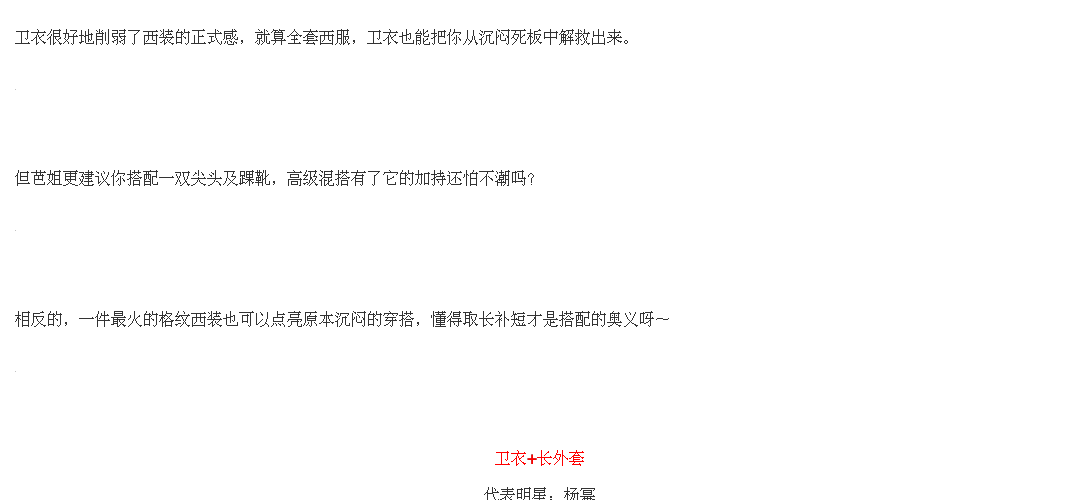 卫衣很好地削弱了西装的正式感，就算全套西服，卫衣也能把你从沉闷死板中解救出来。
但芭姐更建议你搭配一双尖头及踝靴，高级混搭有了它的加持还怕不潮吗？
相反的，一件最火的格纹西装也可以点亮原本沉闷的穿搭，懂得取长补短才是搭配的奥义呀～
卫衣+长外套
代表明星：杨幂